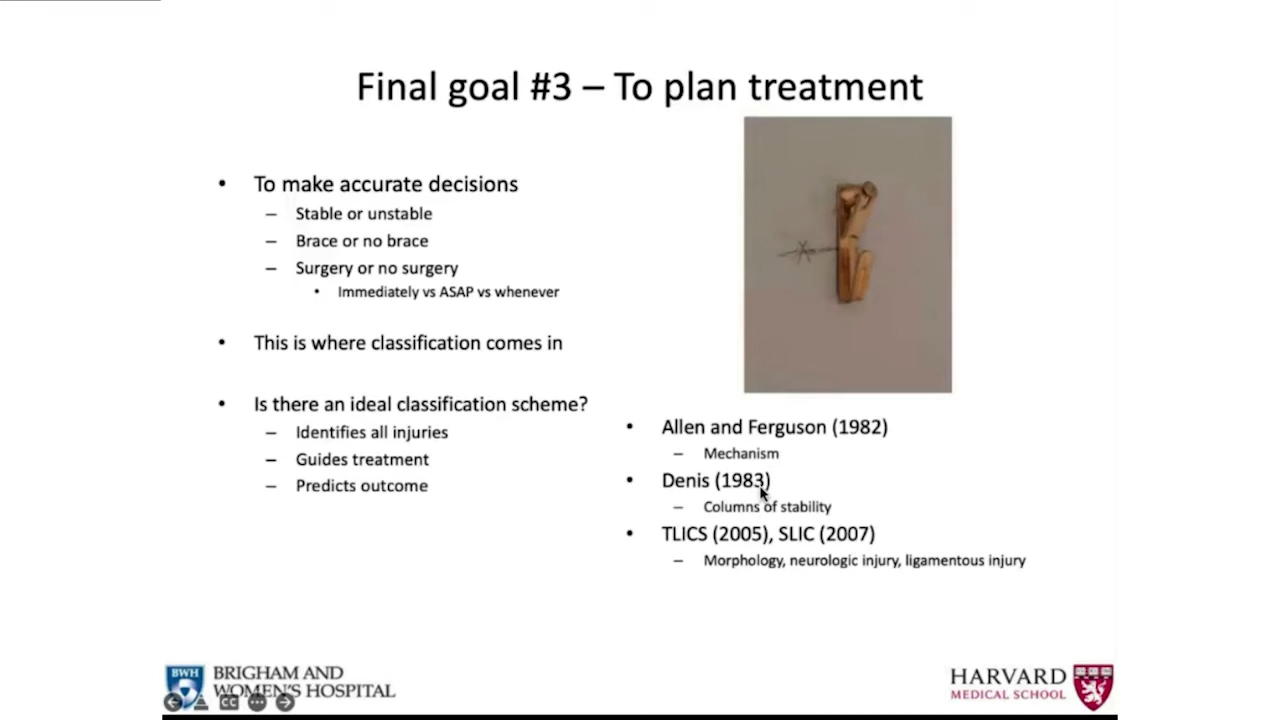 Final goal #3 – To plan treatment
• To make accurate decisions
– Stable or unstable
– Brace or no brace
– Surgery or no surgery
• Immediately vs ASAP vs whenever
• This is where classification comes in
• Is there an ideal classification scheme?
– Identifies all injuries
– Guides treatment
– Predicts outcome
• Allen and Ferguson (1982)
– Mechanism
• Denis (1983)
– Columns of stability
• TLICS (2005), SLIC (2007)
– Morphology, neurologic injury, ligamentous injury
BWH
BRIGHAM AND
WOMEN'S HOSPITAL
CC
HARVARD
MEDICAL SCHOOL